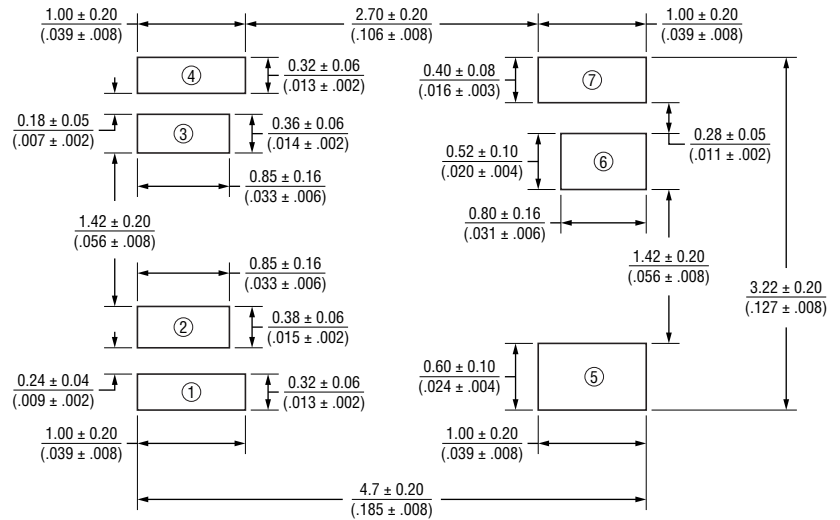 1.00 ± 0.20
(.039 ± .008)
2.70 ± 0.20
(.106 ± .008)
1.00 ± 0.20
(.039 ± .008)
④
0.32 ± 0.06
(.013 ± .002)
0.40 ± 0.08
(.016 ± .003)
⑦
0.18 ± 0.05
(.007 ± .002)
③
0.36 ± 0.06
(.014 ± .002)
0.28 ± 0.05
(.011 ± .002)
0.52 ± 0.10
(.020 ± .004)
⑥
0.85 ± 0.16
(.033 ± .006)
1.42 ± 0.20
(.056 ± .008)
0.80 ± 0.16
(.031 ± .006)
0.85 ± 0.16
(.033 ± .006)
1.42 ± 0.20
(.056 ± .008)
3.22 ± 0.20
(.127 ± .008)
②
0.38 ± 0.06
(.015 ± .002)
0.60 ± 0.10
(.024 ± .004)
⑤
0.24 ± 0.04
(.009 ± .002)
①
0.32 ± 0.06
(.013 ± .002)
1.00 ± 0.20
(.039 ± .008)
1.00 ± 0.20
(.039 ± .008)
4.7 ± 0.20
(.185 ± .008)